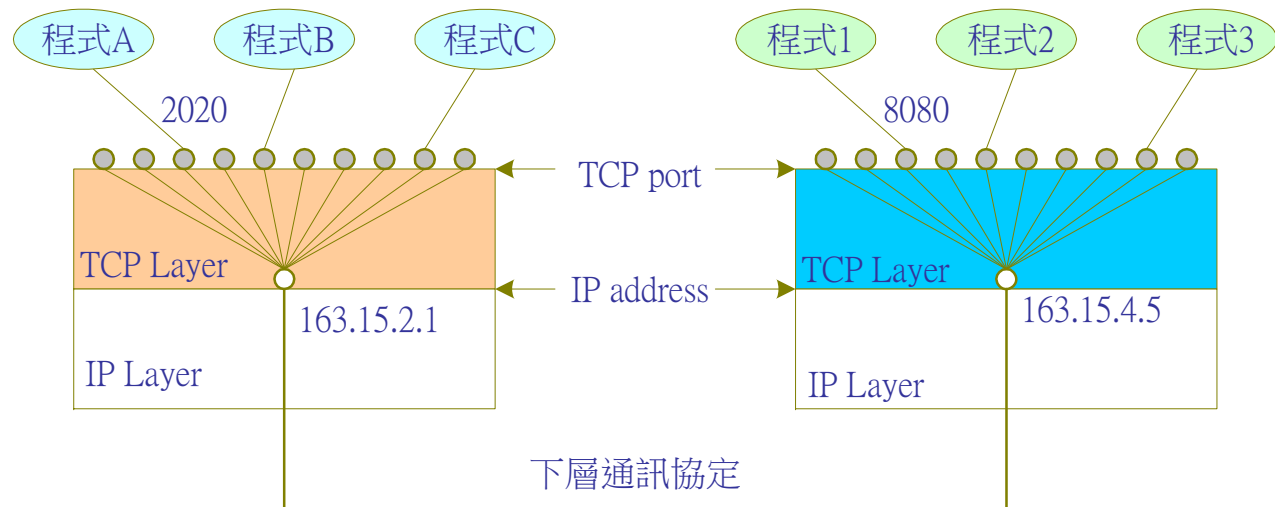 程式A
程式B
程式C
程式1
程式2
程式3
2020
8080
TCP port
TCP Layer
TCP Layer
IP address
163.15.2.1
163.15.4.5
IP Layer
IP Layer
下層通訊協定